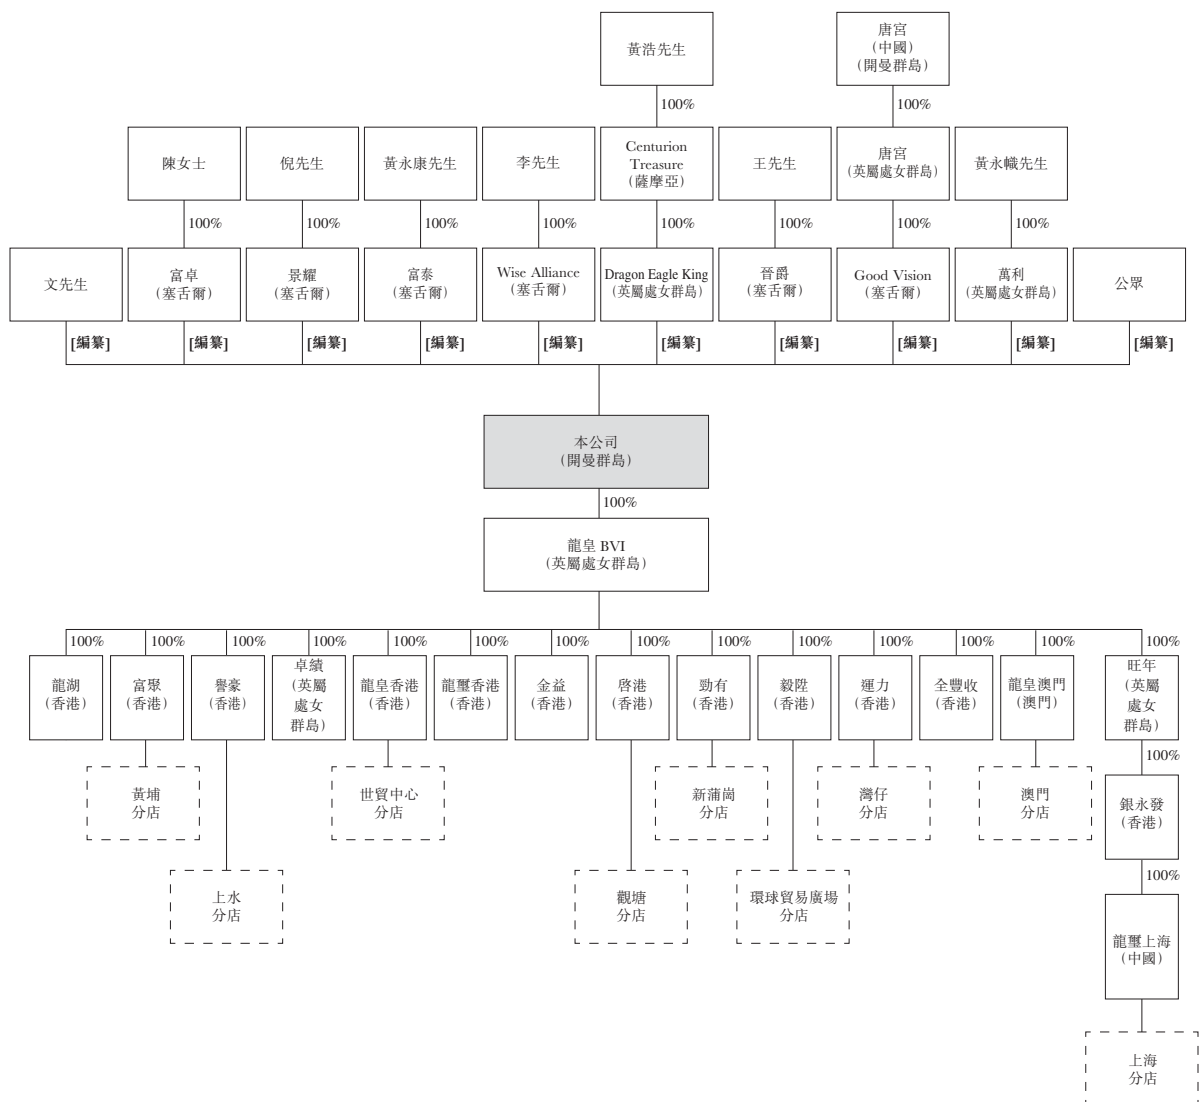 黃浩先生
唐宮
(中國)
(開曼群島)
100%
100%
陳女士
倪先生
黃永康先生
李先生
Centurion
Treasure
(薩摩亞)
王先生
唐宮
(英屬處女群島)
黃永幟先生
100%
100%
100%
100%
100%
100%
100%
100%
文先生
富卓
(塞舌爾)
景耀
(塞舌爾)
富泰
(塞舌爾)
Wise Alliance
(塞舌爾)
Dragon Eagle King
(英屬處女群島)
晉爵
(塞舌爾)
Good Vision
(塞舌爾)
萬利
(英屬處女群島)
公眾
[編纂]
[編纂]
[編纂]
[編纂]
[編纂]
[編纂]
[編纂]
[編纂]
[編纂]
[編纂]
本公司
(開曼群島)
100%
龍皇 BVI
(英屬處女群島)
100%
100%
100%
100%
100%
100%
100%
100%
100%
100%
100%
100%
100%
100%
龍湖
(香港)
富聚
(香港)
譽豪
(香港)
卓績
(英屬
處女
群島)
龍皇香港
(香港)
龍璽香港
(香港)
金益
(香港)
啓港
(香港)
勁有
(香港)
毅陞
(香港)
運力
(香港)
全豐收
(香港)
龍皇澳門
(澳門)
旺年
(英屬
處女
群島)
100%
黃埔
分店
世貿中心
分店
新蒲崗
分店
灣仔
分店
澳門
分店
銀永發
(香港)
100%
上水
分店
觀塘
分店
環球貿易廣場
分店
龍璽上海
(中國)
上海
分店